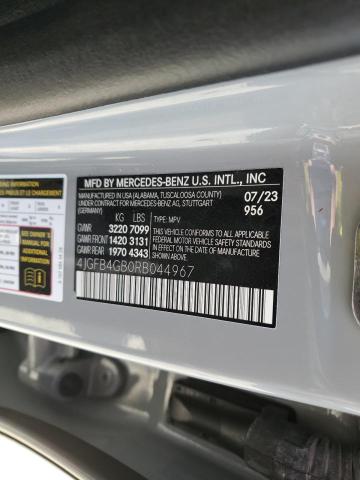 MFD BY MERCEDES-BENZ U.S. INTL., INC
MADE IN USA (ALABAMA, TUSCALOOSA COUNTY)
UNDER CONTRACT FOR MERCEDES-BENZ AG, STUTTGART
07/23
956
KG LBS TYPE: MPV
GVWR 3220 7099
GAWR FRONT 1420 3131
GAWR REAR 1970 4343
THIS VEHICLE CONFORMS TO ALL APPLICABLE
FEDERAL MOTOR VEHICLE SAFETY STANDARDS
IN EFFECT ON THE DATE OF MANUFACTURE
SHOWN ABOVE.
4JGFB4GB0RB044967